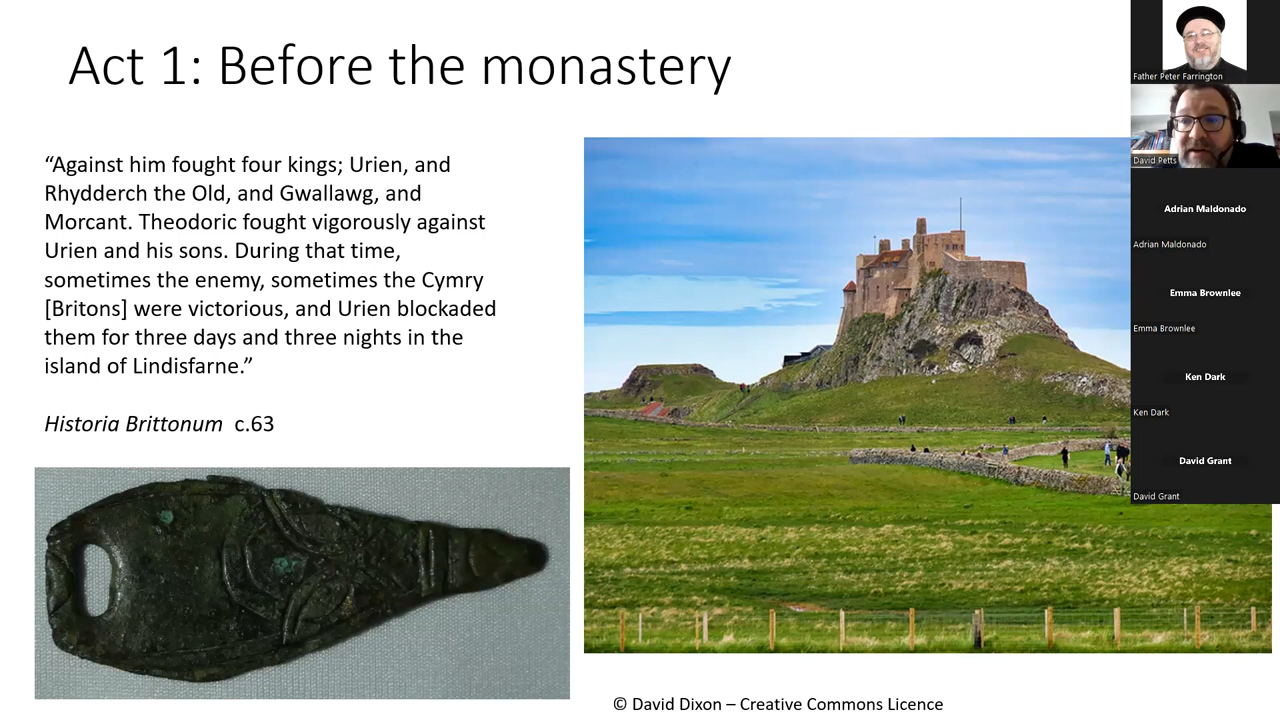 Act 1: Before the monastery
“Against him fought four kings; Urien, and
Rhydderch the Old, and Gwallawg, and
Morcant. Theodoric fought vigorously against
Urien and his sons. During that time,
sometimes the enemy, sometimes the Cymry
[Britons] were victorious, and Urien blockaded
them for three days and three nights in the
island of Lindisfarne.”
Historia Brittonum c.63
© David Dixon – Creative Commons Licence
Father Peter Farrington
David Petts
Adrian Maldonado
Adrian Maldonado
Emma Brownlee
Emma Brownlee
Ken Dark
Ken Dark
David Grant
David Grant